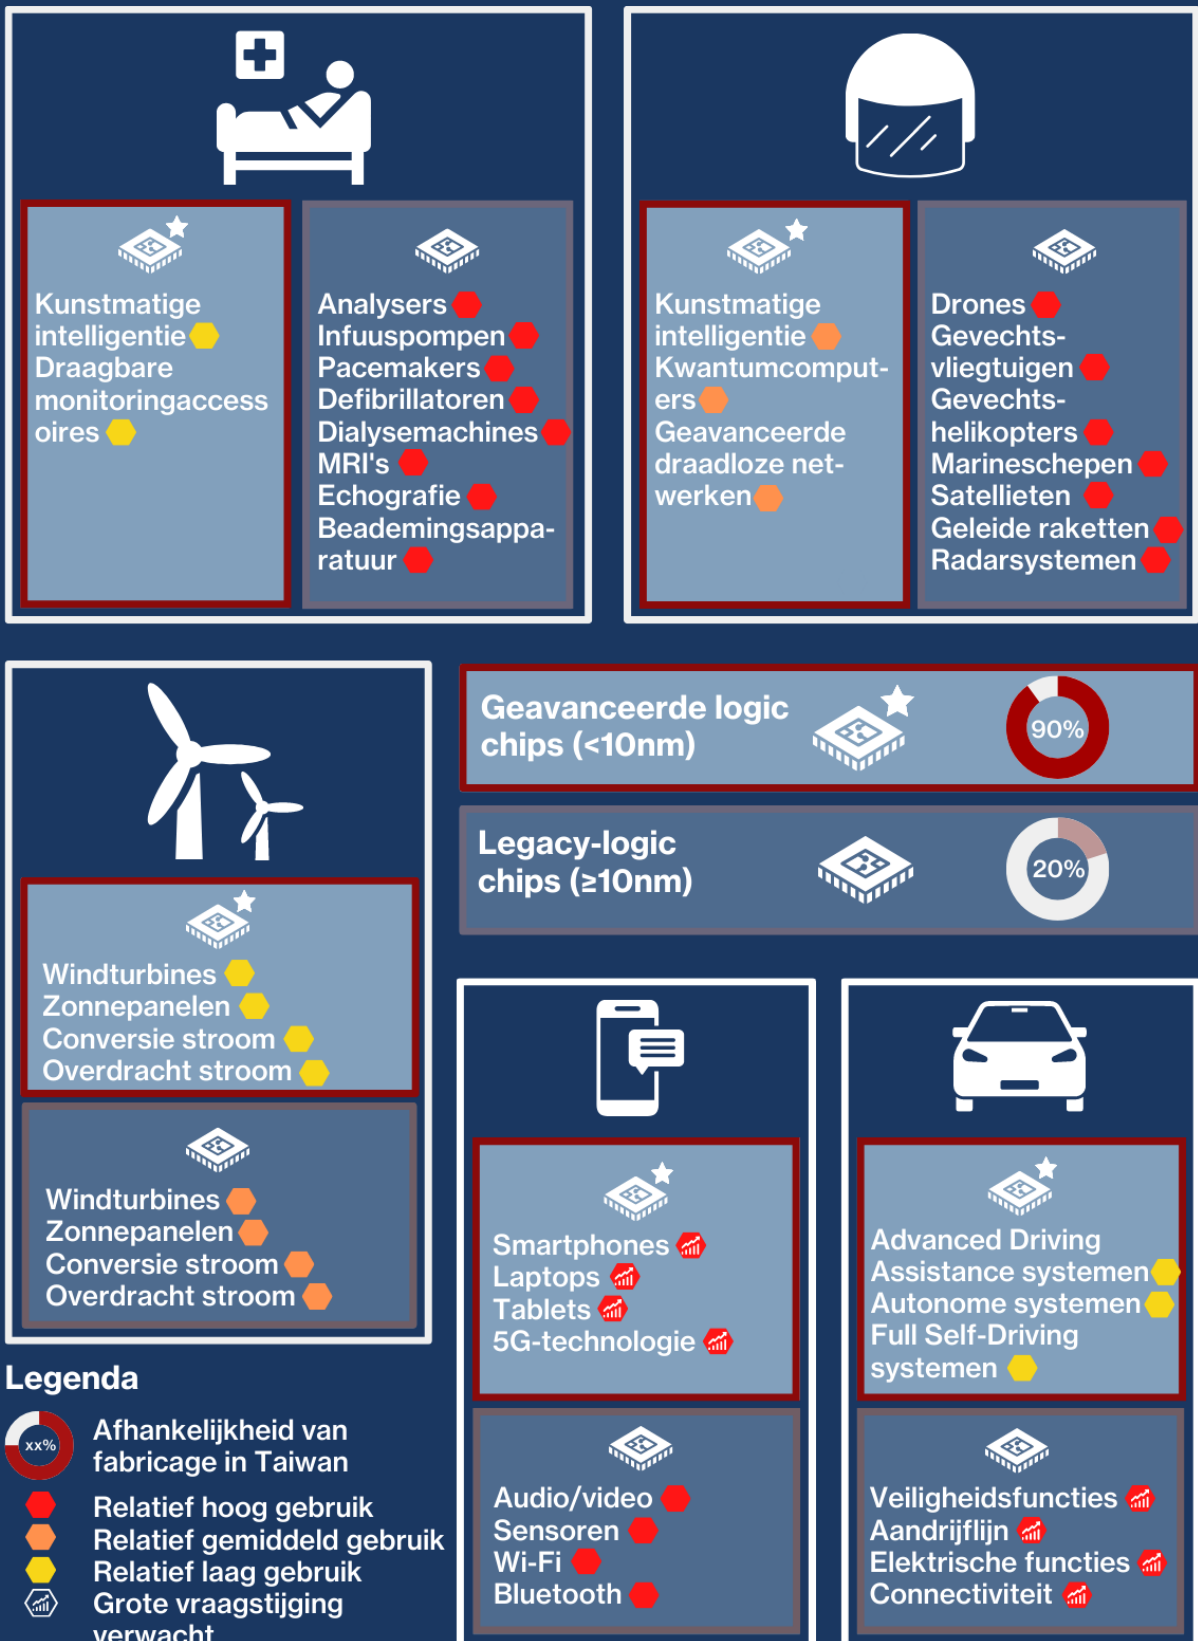 Kunstmatige
intelligentie
Draagbare
monitoringaccess
oires
Analysers
Infuuspompen
Pacemakers
Defibrillatoren
Dialysemachines
MRI's
Echografie
Beademingsappa-
ratuur
Kunstmatige
intelligentie
Kwantumcomput-
ers
Geavanceerde
draadloze net-
werken
Drones
Gevechts-
vliegtuigen
Gevechts-
helikopters
Marineschepen
Satellieten
Geleide raketten
Radarsystemen
Geavanceerde logic
chips (<10nm)
90%
Legacy-logic
chips (≥10nm)
20%
Windturbines
Zonnepanelen
Conversie stroom
Overdracht stroom
Windturbines
Zonnepanelen
Conversie stroom
Overdracht stroom
Smartphones
Laptops
Tablets
5G-technologie
Audio/video
Sensoren
Wi-Fi
Bluetooth
Advanced Driving
Assistance systemen
Autonome systemen
Full Self-Driving
systemen
Veiligheidsfuncties
Aandrijflijn
Elektrische functies
Connectiviteit
Legenda
xx%
Afhankelijkheid van
fabricage in Taiwan
Relatief hoog gebruik
Relatief gemiddeld gebruik
Relatief laag gebruik
Grote vraagstijging
verwacht